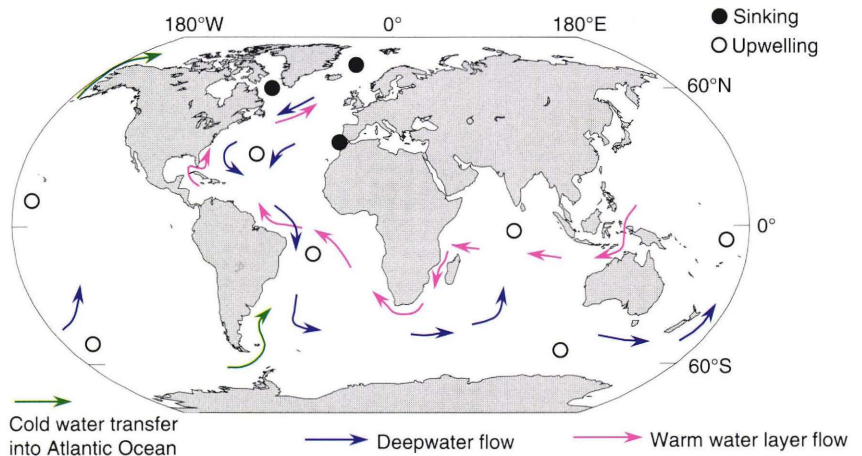 180°W
0°
180°E
Sinking
Upwelling
60°N
0°
60°S
Cold water transfer
into Atlantic Ocean
Deepwater flow
Warm water layer flow